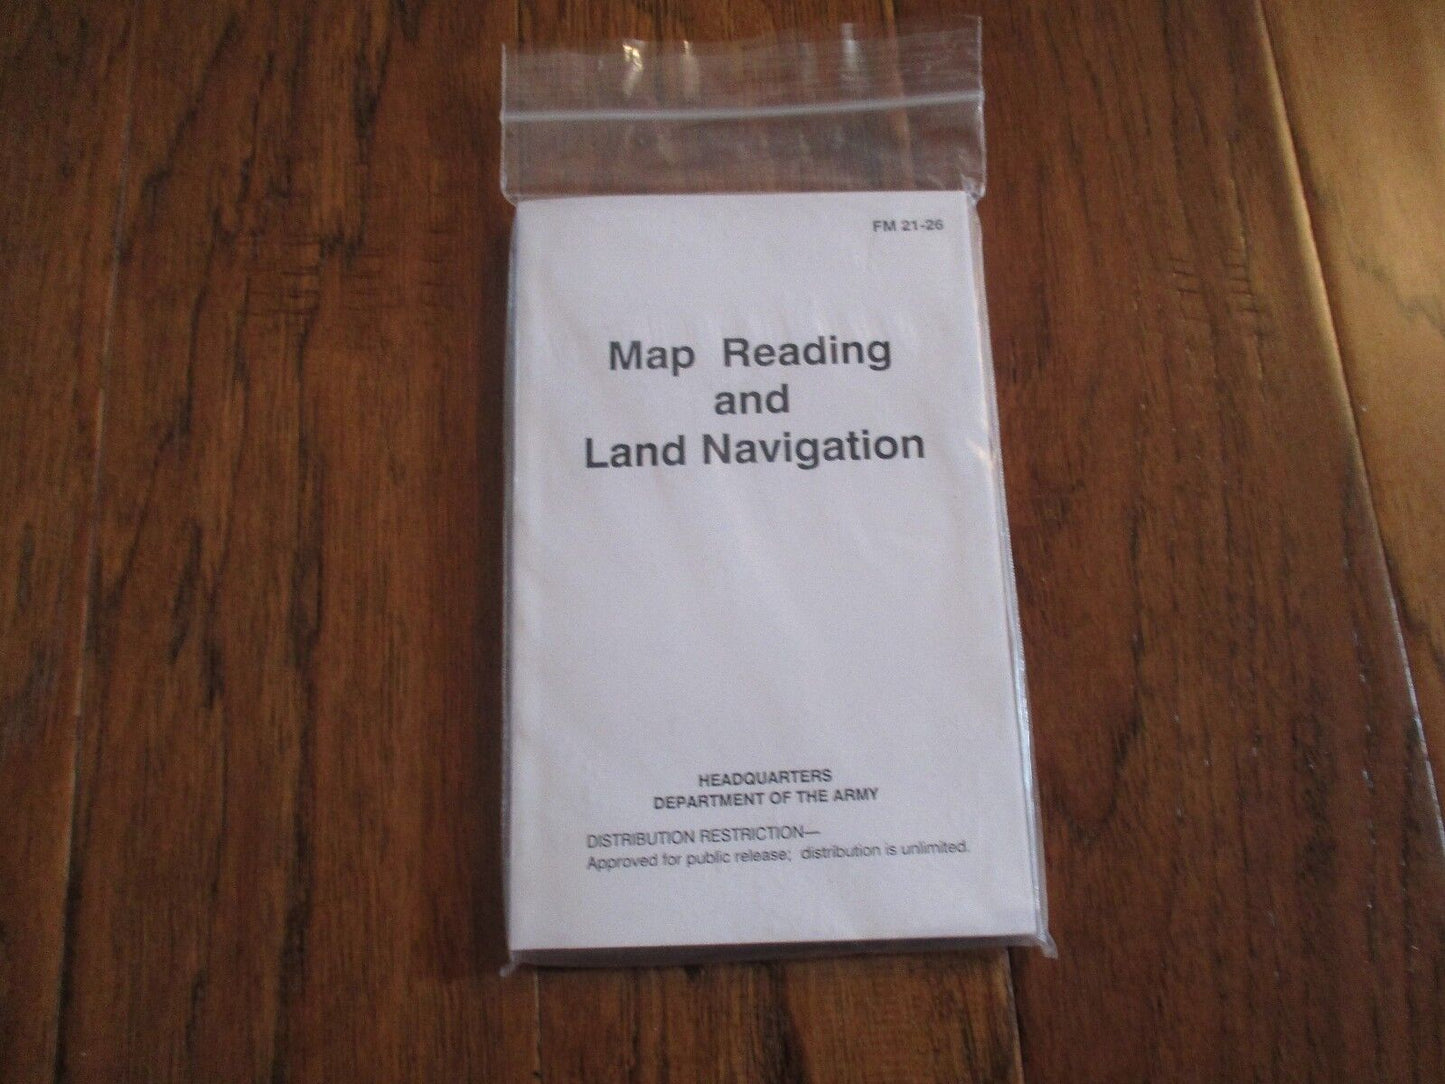 FM 21-26
Map Reading
and
Land Navigation
HEADQUARTERS
DEPARTMENT OF THE ARMY
DISTRIBUTION RESTRICTION—
Approved for public release; distribution is unlimited.